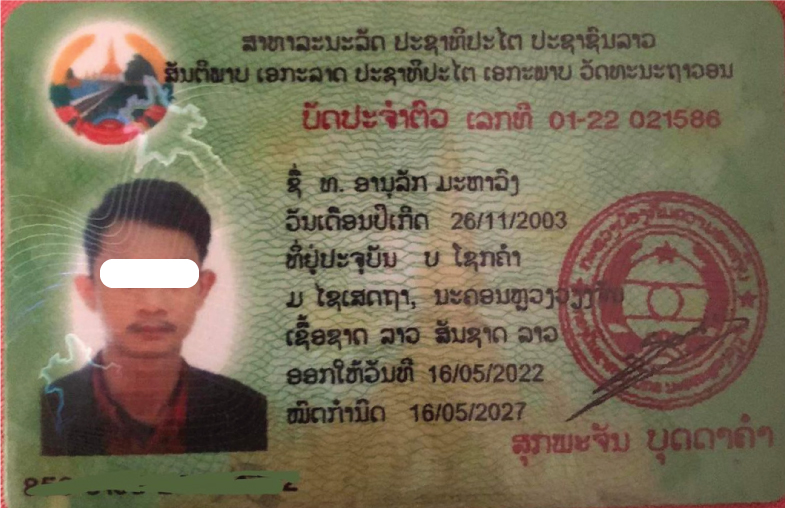 ສາທາລະນະລັດ ປະຊາທິປະໄຕ ປະຊາຊົນລາວ
ສັນຕິພາບ ເອກະລາດ ປະຊາທິປະໄຕ ເອກະພາບ ວັດທະນະຖາວອນ
ບັດປະຈຳຕົວ ເລກທີ 01-22 021586
ຊື່ ທ. ອານຸລັກ ມະຫາວົງ
ວັນເດືອນປີເກີດ 26/11/2003
ທີ່ຢູ່ປະຈຸບັນ ບ ໂຊກຄຳ
ມ ໄຊເສດຖາ, ນະຄອນຫຼວງວຽງຈັນ
ເຊື້ອຊາດ ລາວ ສັນຊາດ ລາວ
ອອກໃຫ້ວັນທີ 16/05/2022
ໝົດກຳນົດ 16/05/2027
ສຸກພະຈັນ ບຸດດາຄຳ